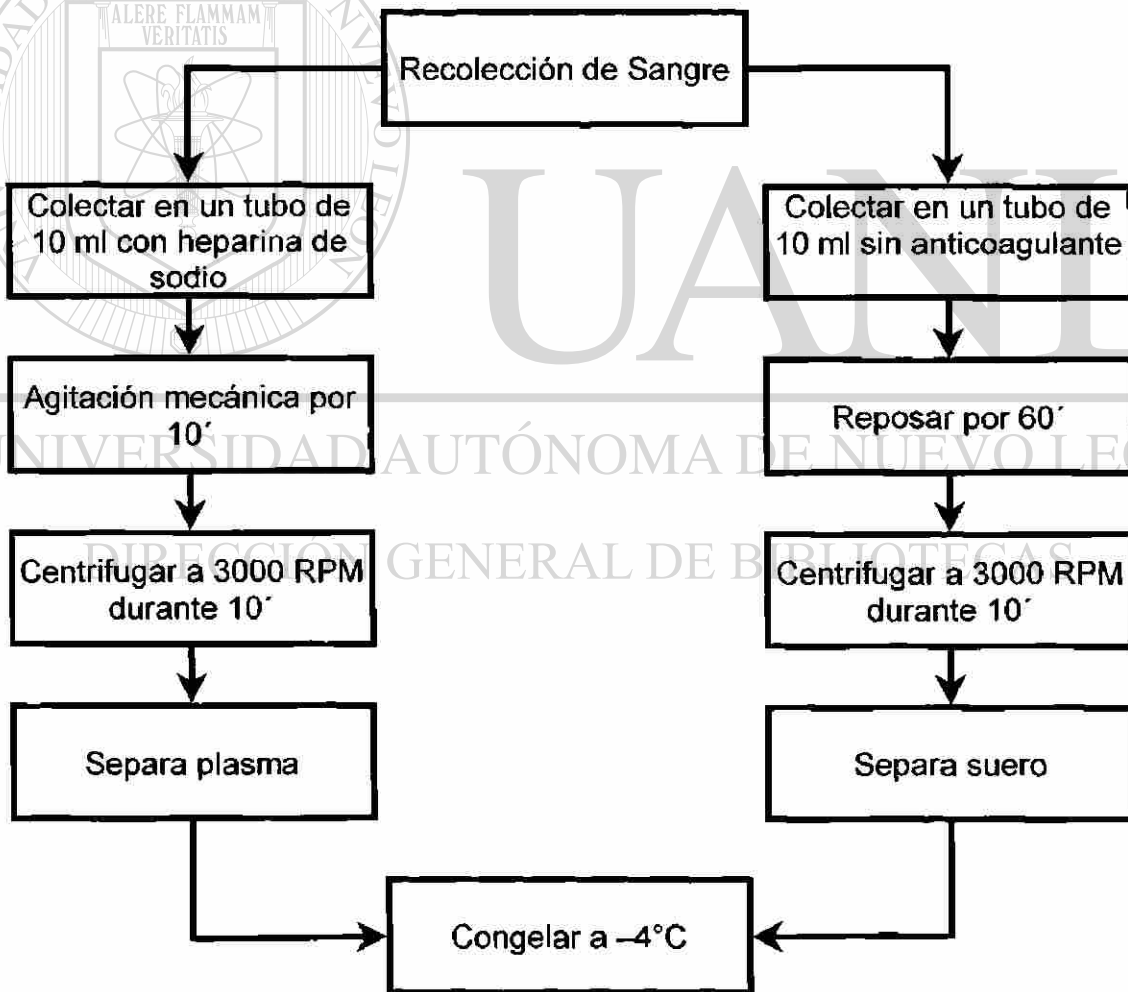 ALERE FLAMMAM
VERITATIS
Recolección de Sangre
Colectar en un tubo de
10 ml con heparina de
sodio
Agitación mecánica por
10´
Centrifugar a 3000 RPM
durante 10´
Separa plasma
Colectar en un tubo de
10 ml sin anticoagulante
Reposar por 60´
Centrifugar a 3000 RPM
durante 10´
Separa suero
Congelar a –4°C
UANL
UNIVERSIDAD AUTÓNOMA DE NUEVO LEÓ
DIRECCIÓN GENERAL DE BIBLIOTECAS